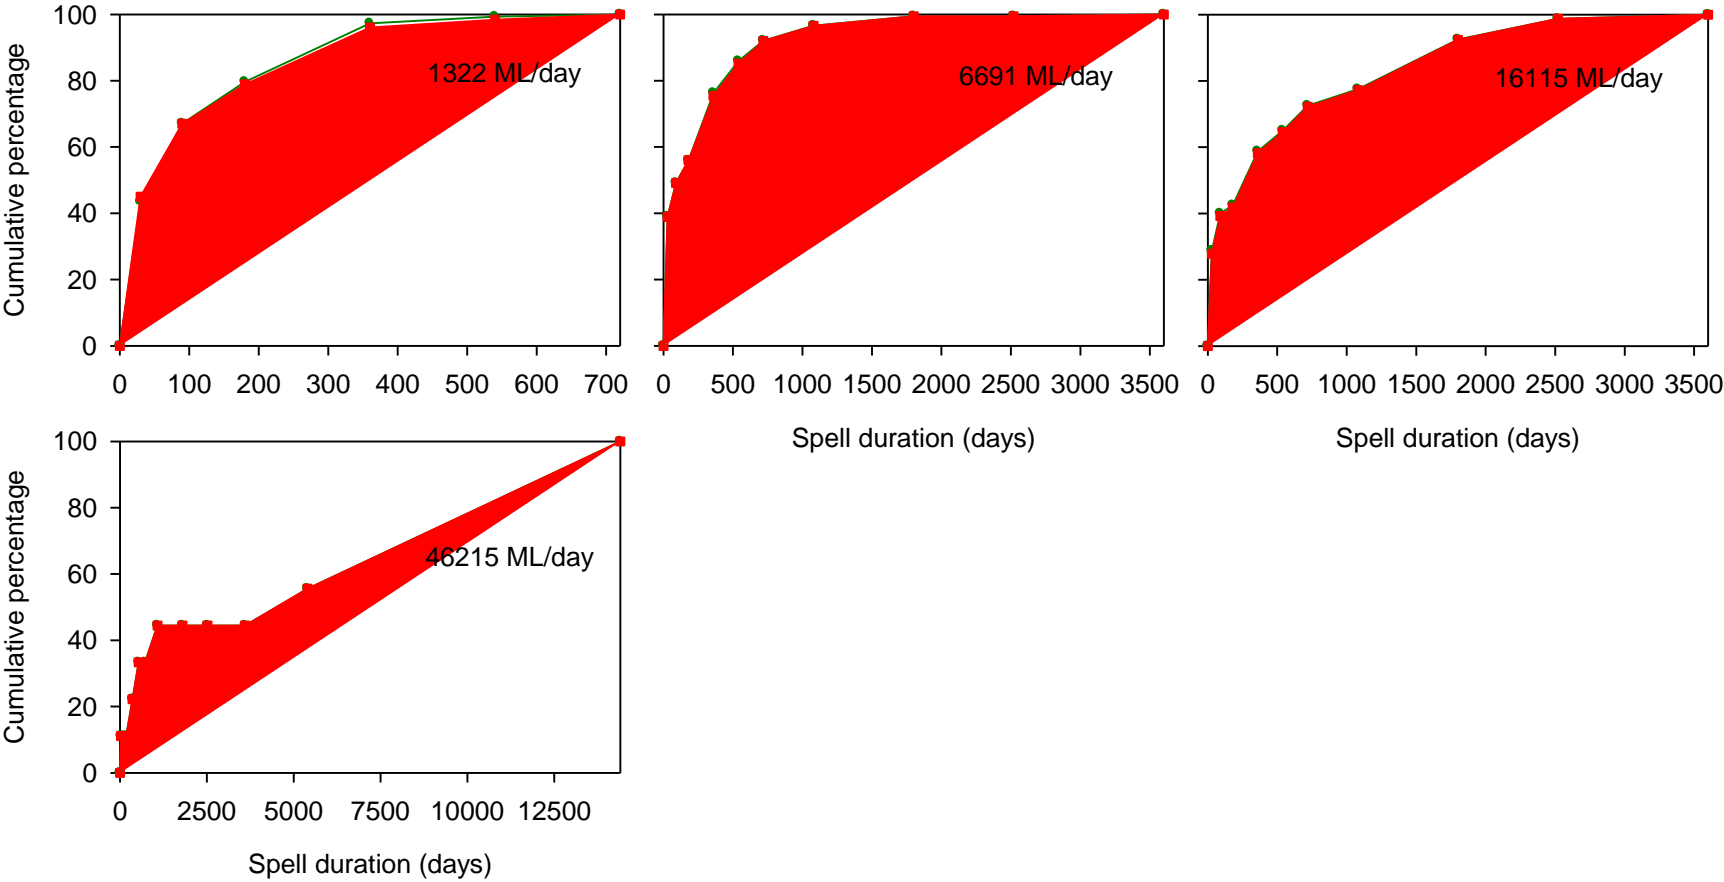 Cumulative percentage
100
80
60
40
20
0
1322 ML/day
6691 ML/day
16115 ML/day
0 100 200 300 400 500 600 700
0 500 1000 1500 2000 2500 3000 3500
0 500 1000 1500 2000 2500 3000 3500
Spell duration (days)
Spell duration (days)
Cumulative percentage
100
80
60
40
20
0
46215 ML/day
0 2500 5000 7500 10000 12500
Spell duration (days)